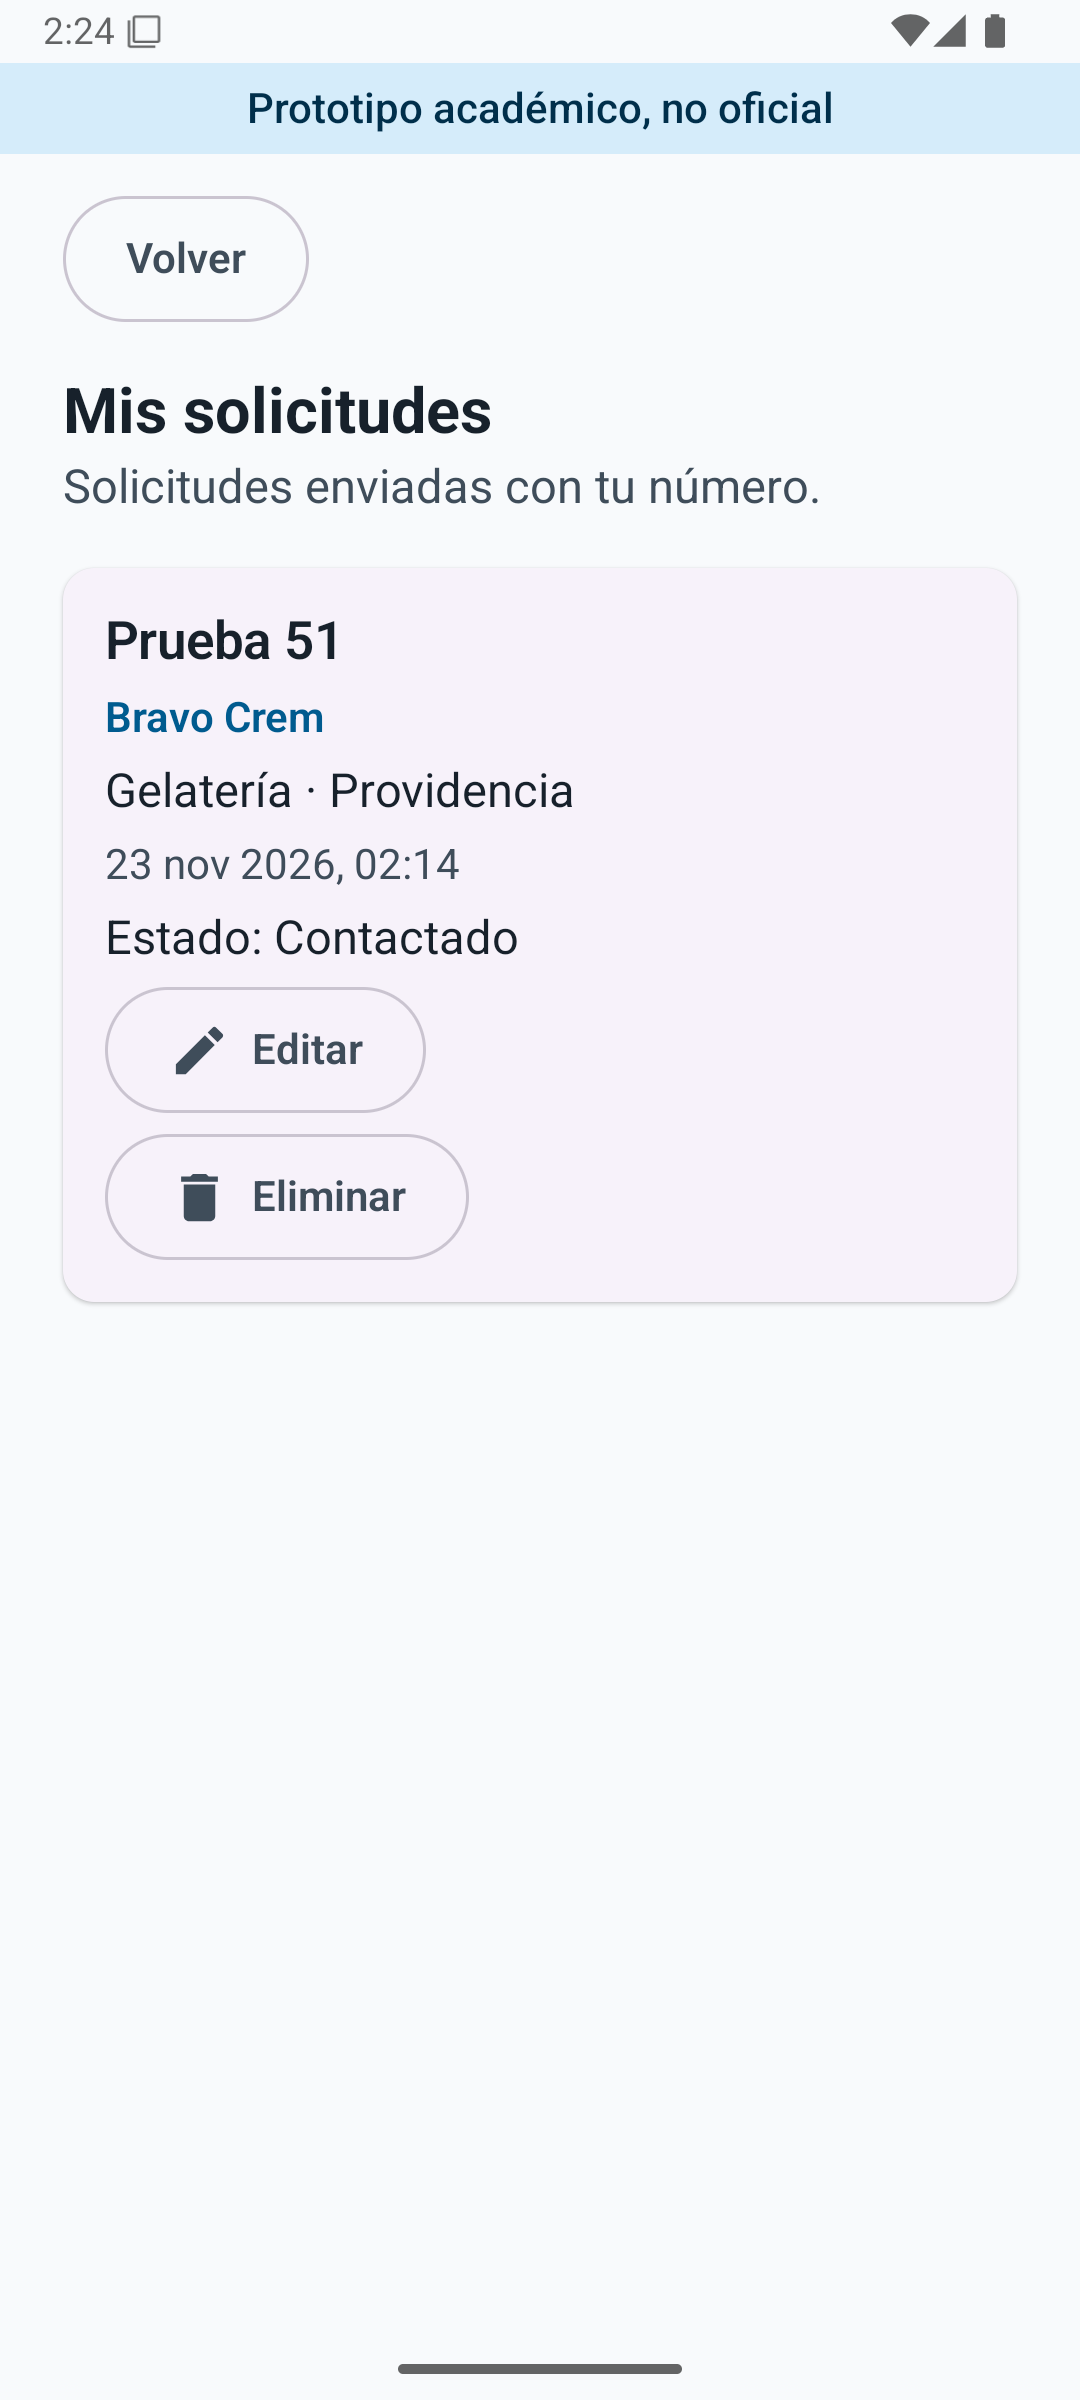 2:24
Prototipo académico, no oficial
Volver
Mis solicitudes
Solicitudes enviadas con tu número.
Prueba 51
Bravo Crem
Gelatería · Providencia
23 nov 2026, 02:14
Estado: Contactado
Editar
Eliminar